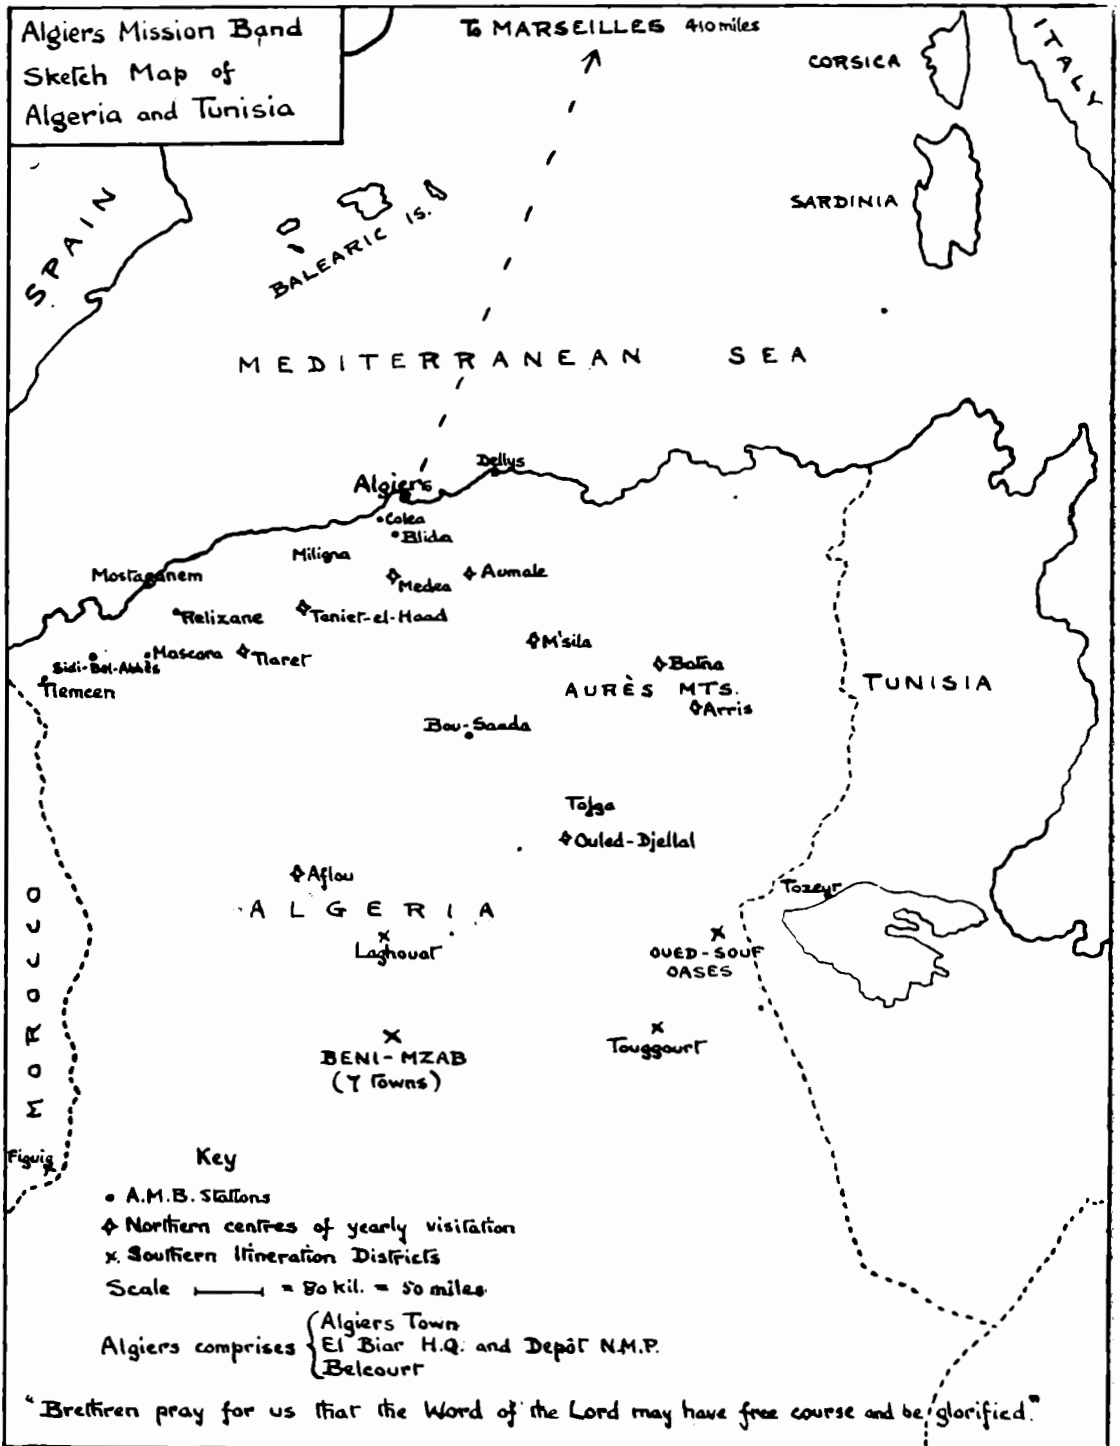 Algiers Mission Band
Sketch Map of
Algeria and Tunisia
To MARSEILLES 410 miles
CORSICA
ITALY
SARDINIA
SPAIN
BALEARIC IS.
MEDITERRANEAN SEA
Dellys
Algiers
Colea
Blida
Miligna
Mostaganem
Medea
Aumale
Relizane
Teniet-el-Haad
M'sila
Mascara
Tiaret
Sidi-Bel-Abbès
Batna
Tlemcen
AURÈS MTS.
TUNISIA
Arris
Bou-Saada
Tolga
Ouled-Djellal
Aflou
Tozeur
ALGERIA
MOROCCO
Laghouat
OUED-SOUF
OASES
Touggourt
BENI-MZAB
(7 Towns)
Figuig
Key
• A.M.B. Stations
Northern centres of yearly visitation
x. Southern Itineration Districts
Scale = 80 kil. = 50 miles.
Algiers comprises { Algiers Town
El Biar H.Q. and Depôt N.M.P.
Belcourt
"Brethren pray for us that the Word of the Lord may have free course and be glorified."